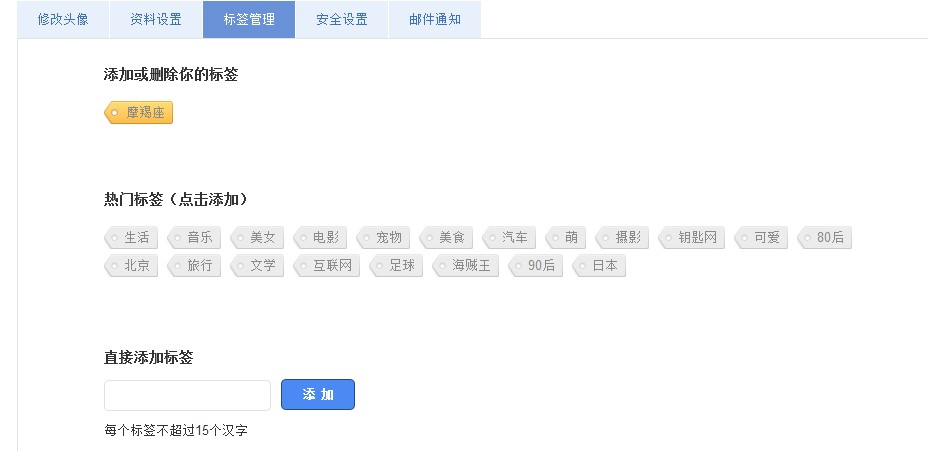 修改头像 资料设置 标签管理 安全设置 邮件通知
添加或删除你的标签
摩羯座
热门标签（点击添加）
生活 音乐 美女 电影 宠物 美食 汽车 萌 摄影 钥匙网 可爱 80后
北京 旅行 文学 互联网 足球 海贼王 90后 日本
直接添加标签
添 加
每个标签不超过15个汉字